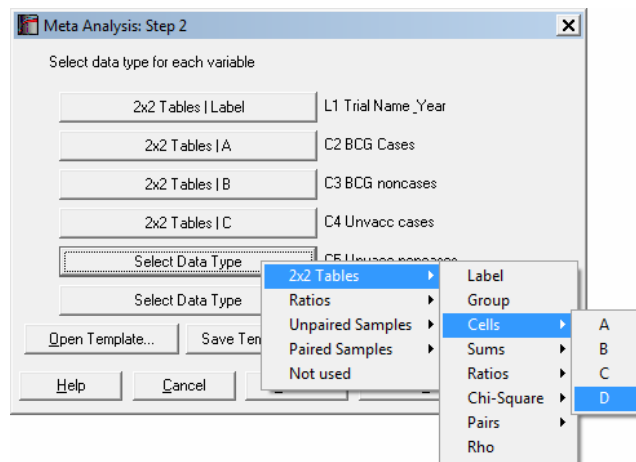 Meta Analysis: Step 2
Select data type for each variable
2x2 Tables | Label
L1 Trial Name_Year
2x2 Tables | A
C2 BCG Cases
2x2 Tables | B
C3 BCG noncases
2x2 Tables | C
C4 Unvacc cases
Select Data Type
C5 Unvacc noncases
Select Data Type
Open Template...
Save Tem
Help
Cancel
2x2 Tables
Ratios
Unpaired Samples
Paired Samples
Not used
Label
Group
Cells
Sums
Ratios
Chi-Square
Pairs
Rho
A
B
C
D